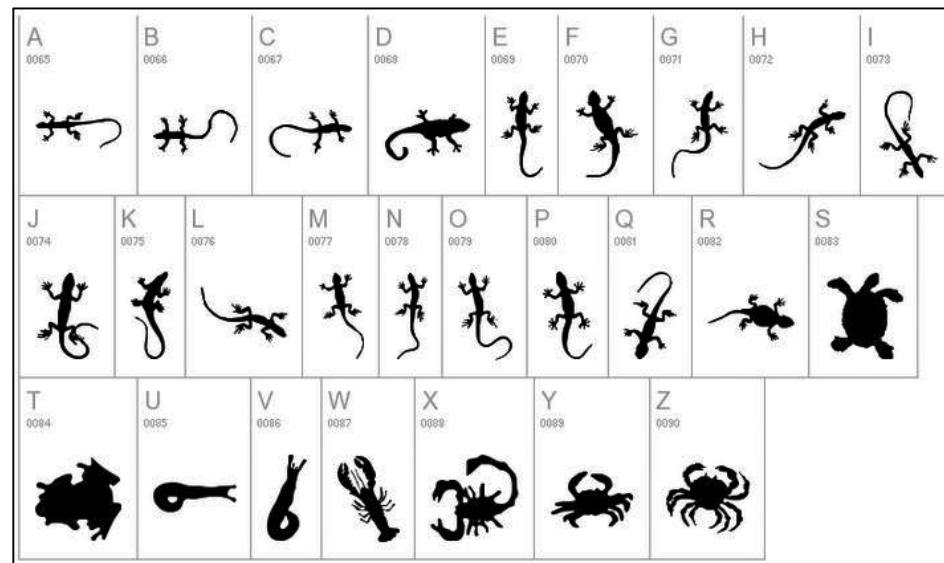 A B C D E F G H I
0065 0066 0067 0068 0069 0070 0071 0072 0073
J K L M N O P Q R S
0074 0075 0076 0077 0078 0079 0080 0081 0082 0083
T U V W X Y Z
0084 0085 0086 0087 0088 0089 0090